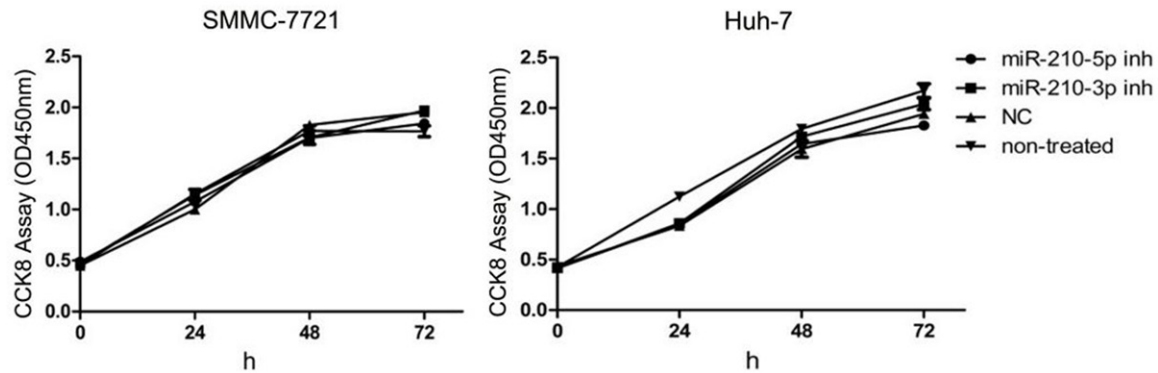 SMMC-7721
CCK8 Assay (OD450nm)
2.5
2.0
1.5
1.0
0.5
0.0
0 24 48 72
h
Huh-7
CCK8 Assay (OD450nm)
2.5
2.0
1.5
1.0
0.5
0.0
0 24 48 72
h
miR-210-5p inh
miR-210-3p inh
NC
non-treated